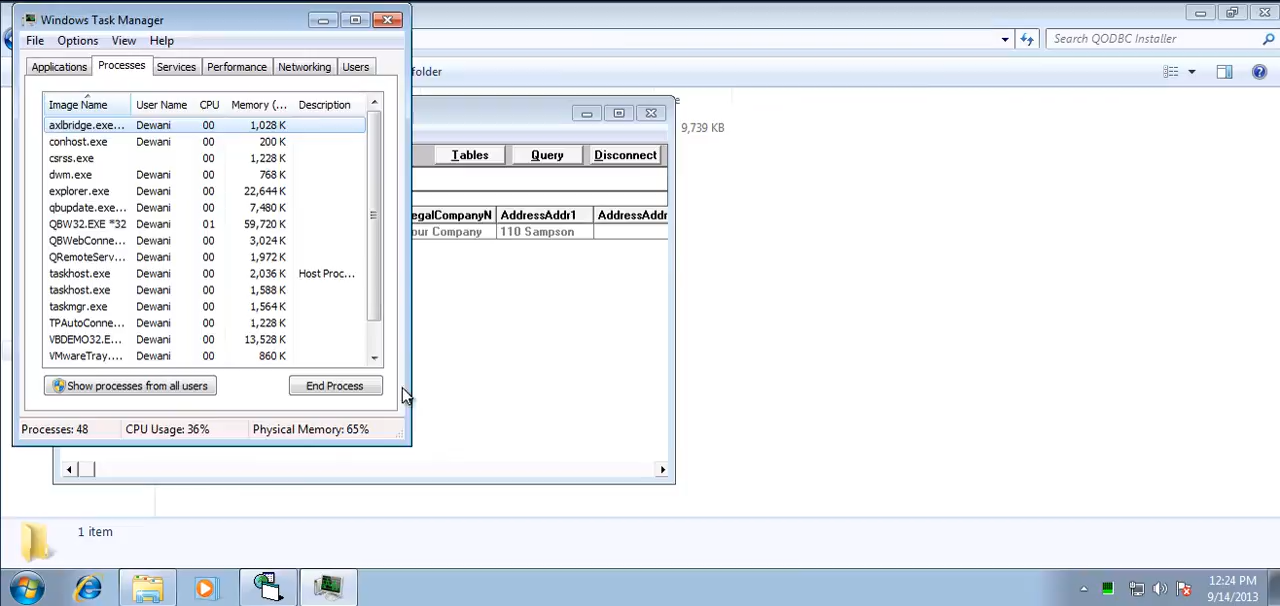 Windows Task Manager
File Options View Help
Applications Processes Services Performance Networking Users
Image Name User Name CPU Memory (... Description
axlbridge.exe... Dewani 00 1,028 K
conhost.exe Dewani 00 200 K
csrss.exe 00 1,228 K
dwm.exe Dewani 00 768 K
explorer.exe Dewani 00 22,644 K
qbupdate.exe... Dewani 00 7,480 K
QBW32.EXE *32 Dewani 01 59,720 K
QBWebConne... Dewani 00 3,024 K
QRemoteServ... Dewani 00 1,972 K
taskhost.exe Dewani 00 2,036 K Host Proc...
taskhost.exe Dewani 00 1,588 K
taskmgr.exe Dewani 00 1,564 K
TPAutoConne... Dewani 00 1,228 K
VBDEMO32.E... Dewani 00 13,528 K
VMwareTray.... Dewani 00 860 K
Show processes from all users End Process
Processes: 48 CPU Usage: 36% Physical Memory: 65%
Search QODBC Installer
folder
e
9,739 KB
Tables Query Disconnect
egalCompanyN AddressAddr1 AddressAddr
our Company 110 Sampson
1 item
12:24 PM
9/14/2013